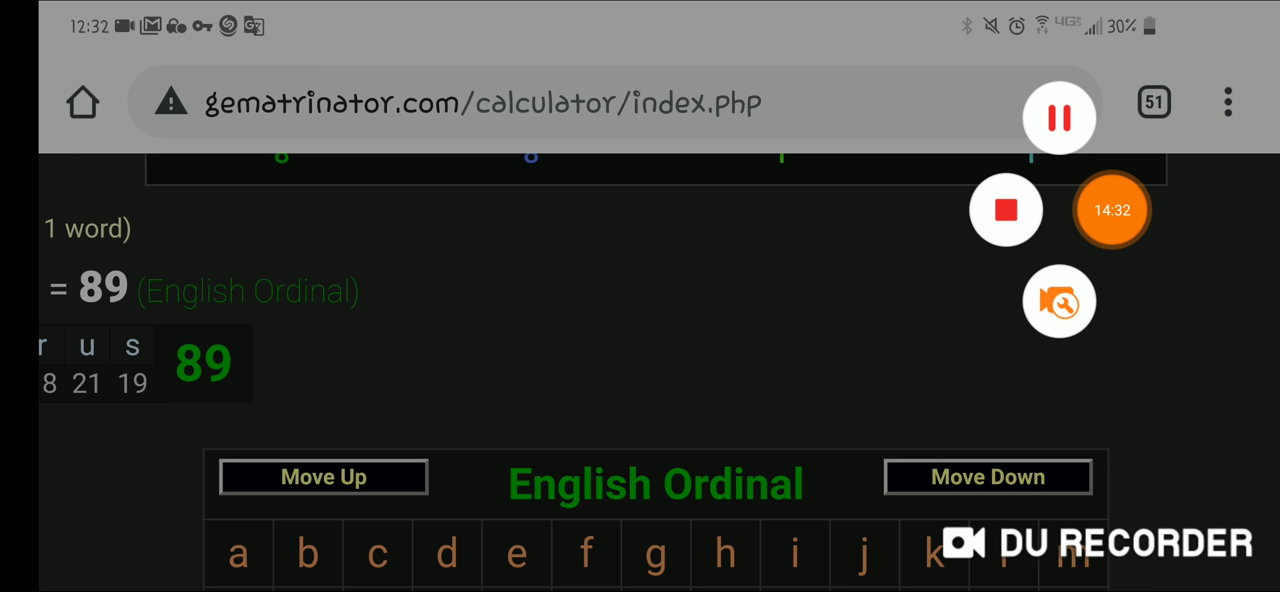 12:32 4GE 30%
gematrinator.com/calculator/index.php 51
1 word)
14:32
= 89 (English Ordinal)
r u s 89
8 21 19
Move Up English Ordinal Move Down
a b c d e f g h i j k l m
DU RECORDER